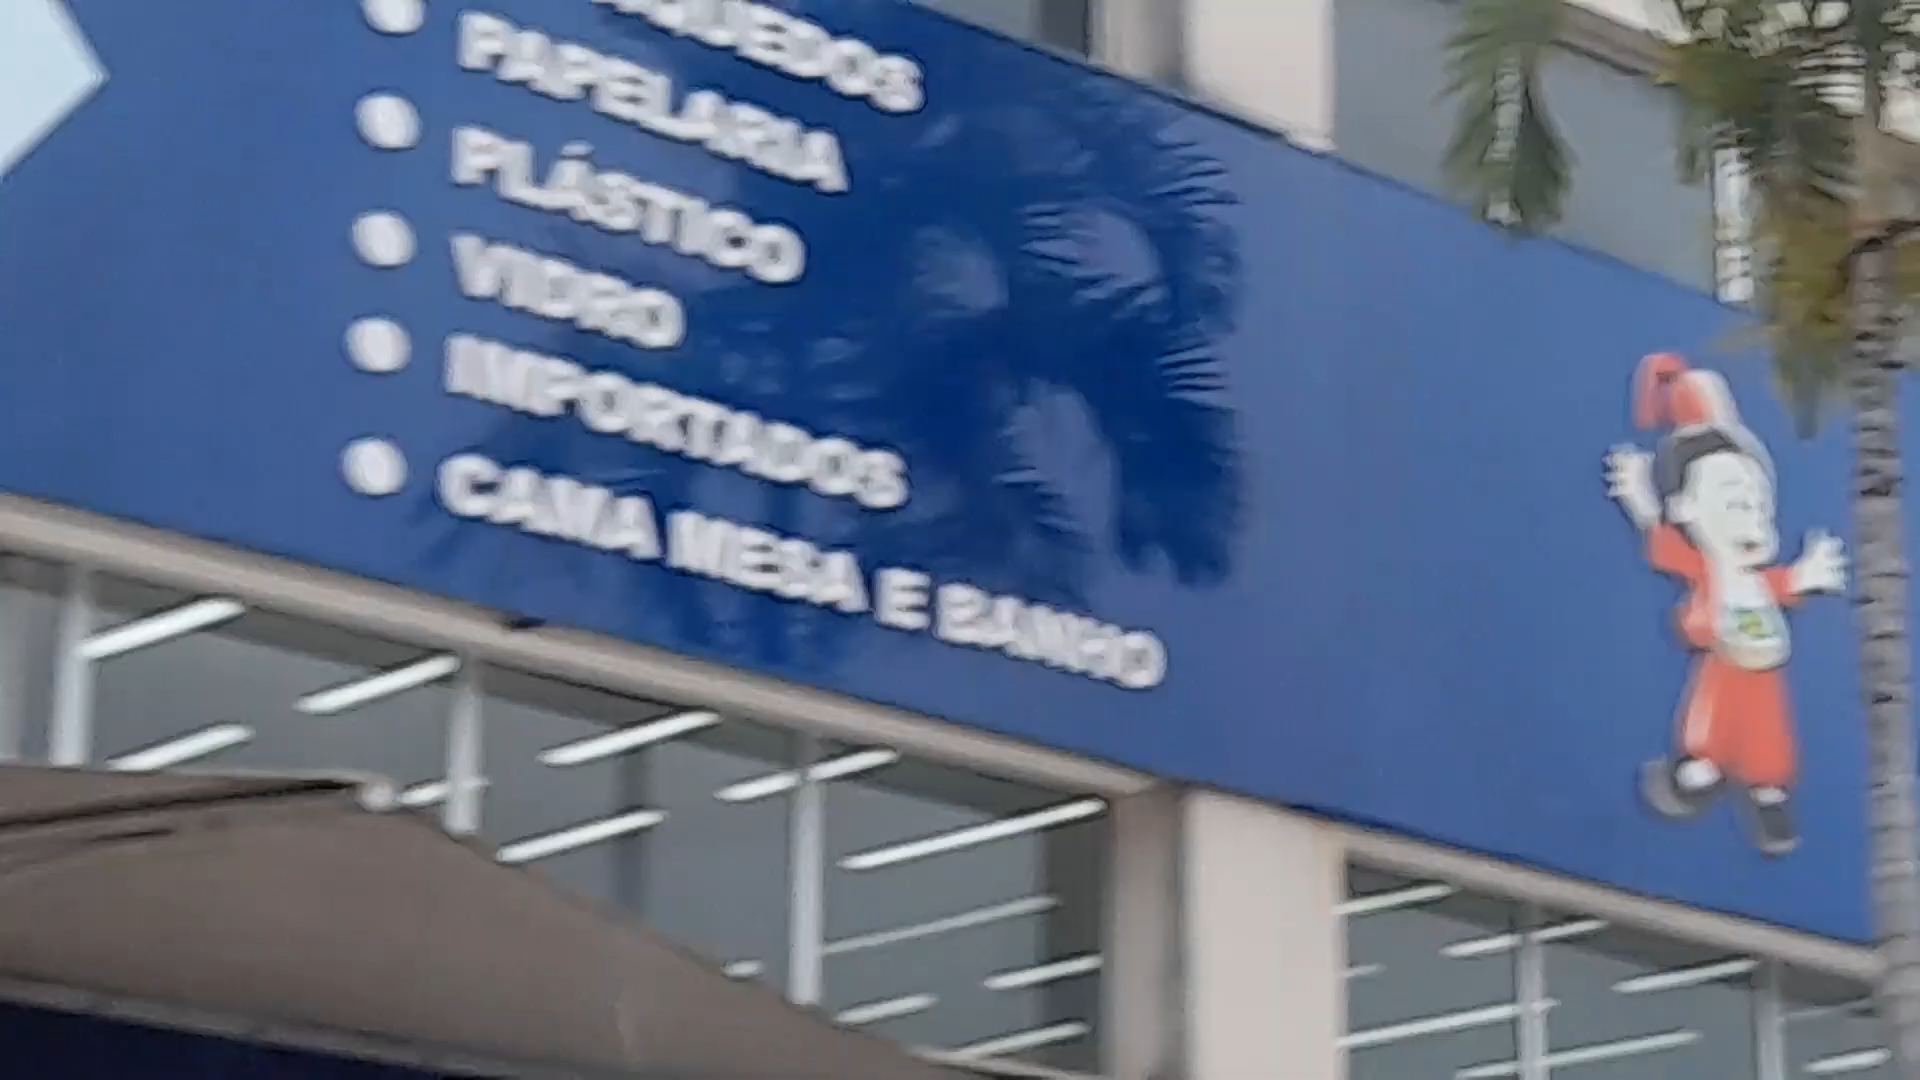 PAPELARIA
PLÁSTICO
VIDRO
IMPORTADOS
CAMA MESA E BANHO